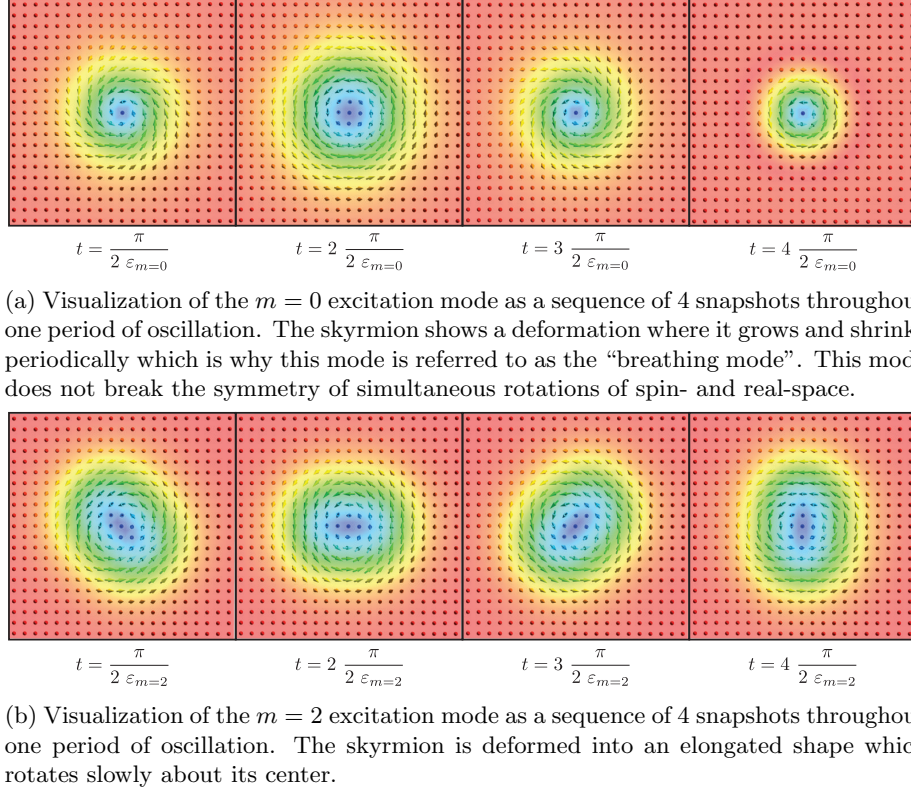 t = π / 2 ε_{m=0}   t = 2 π / 2 ε_{m=0}   t = 3 π / 2 ε_{m=0}   t = 4 π / 2 ε_{m=0}
(a) Visualization of the m = 0 excitation mode as a sequence of 4 snapshots throughou
one period of oscillation. The skyrmion shows a deformation where it grows and shrink
periodically which is why this mode is referred to as the “breathing mode”. This mod
does not break the symmetry of simultaneous rotations of spin- and real-space.
t = π / 2 ε_{m=2}   t = 2 π / 2 ε_{m=2}   t = 3 π / 2 ε_{m=2}   t = 4 π / 2 ε_{m=2}
(b) Visualization of the m = 2 excitation mode as a sequence of 4 snapshots throughou
one period of oscillation. The skyrmion is deformed into an elongated shape whic
rotates slowly about its center.